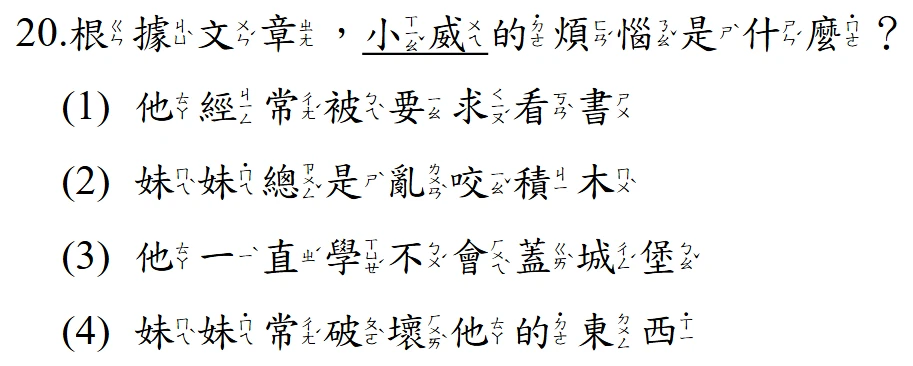 20.根據文章，小威的煩惱是什麼？
(1) 他經常被要求看書
(2) 妹妹總是亂咬積木
(3) 他一直學不會蓋城堡
(4) 妹妹常破壞他的東西